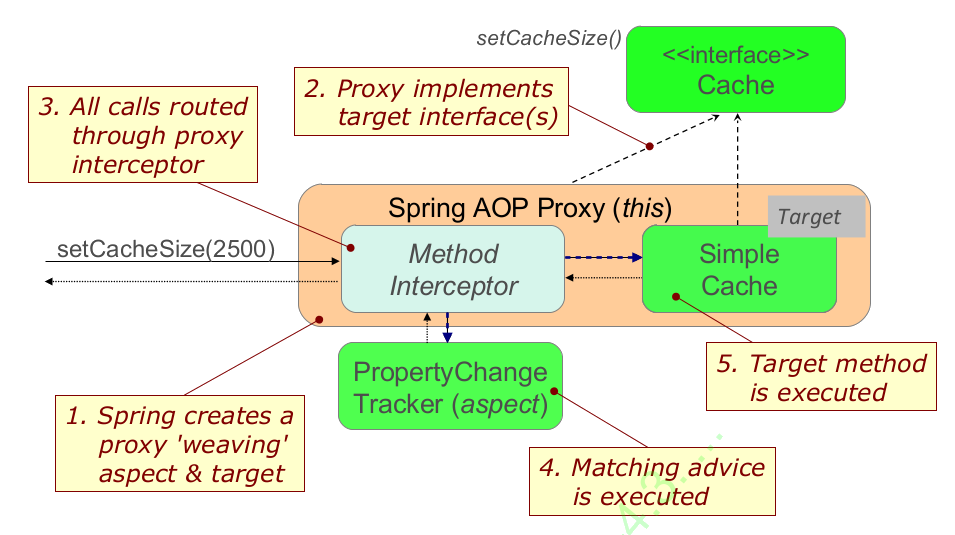 setCacheSize()
<<interface>>
Cache
2. Proxy implements
target interface(s)
3. All calls routed
through proxy
interceptor
Spring AOP Proxy (this)
Target
setCacheSize(2500)
Method
Interceptor
Simple
Cache
PropertyChange
Tracker (aspect)
5. Target method
is executed
1. Spring creates a
proxy 'weaving'
aspect & target
4. Matching advice
is executed